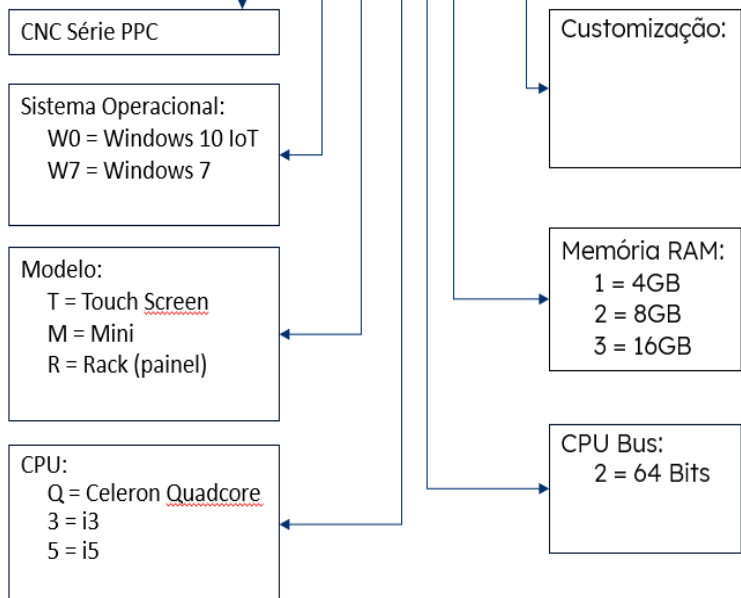 CNC Série PPC
Sistema Operacional:
W0 = Windows 10 IoT
W7 = Windows 7
Modelo:
T = Touch Screen
M = Mini
R = Rack (painel)
CPU:
Q = Celeron Quadcore
3 = i3
5 = i5
Customização:
Memória RAM:
1 = 4GB
2 = 8GB
3 = 16GB
CPU Bus:
2 = 64 Bits